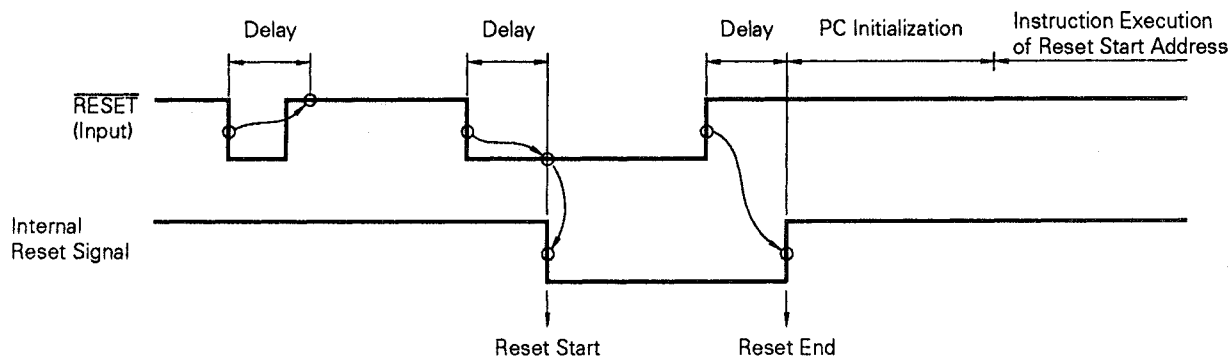 Delay
Delay
Delay
PC Initialization
Instruction Execution
of Reset Start Address
RESET
(Input)
Internal
Reset Signal
Reset Start
Reset End